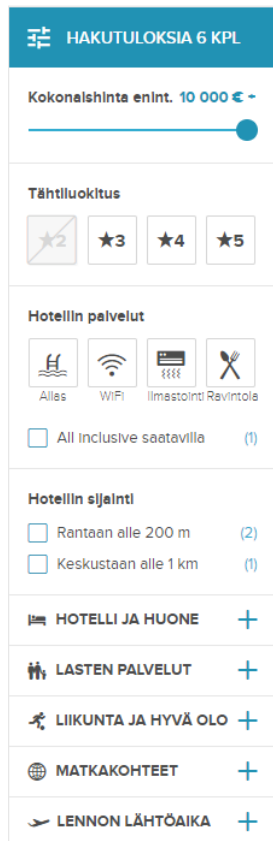 HAKUTULOKSIA 6 KPL
Kokonaishinta enint. 10 000 € +
Tähtiluokitus
★2 ★3 ★4 ★5
Hotellin palvelut
Allas WiFi Ilmastointi Ravintola
All inclusive saatavilla (1)
Hotellin sijainti
Rantaan alle 200 m (2)
Keskustaan alle 1 km (1)
HOTELLI JA HUONE +
LASTEN PALVELUT +
LIIKUNTA JA HYVÄ OLO +
MATKAKOHTEET +
LENNON LÄHTÖAIKA +